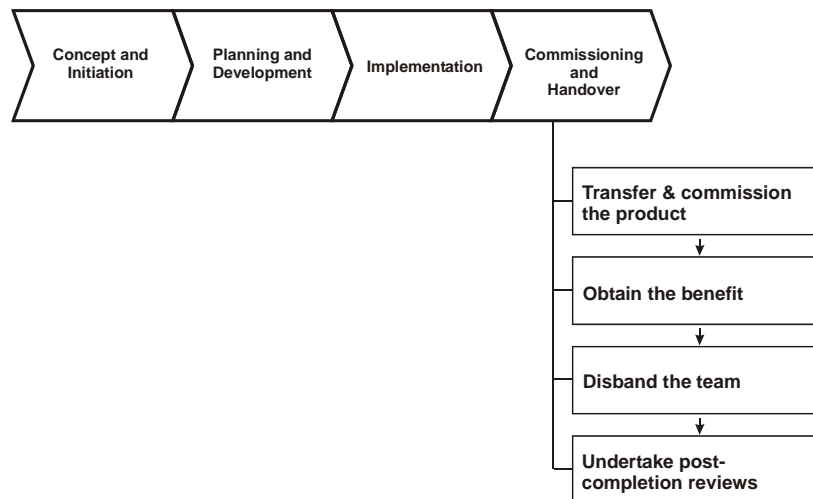 Concept and
Initiation
Planning and
Development
Implementation
Commissioning
and
Handover
Transfer & commission
the product
Obtain the benefit
Disband the team
Undertake post-
completion reviews